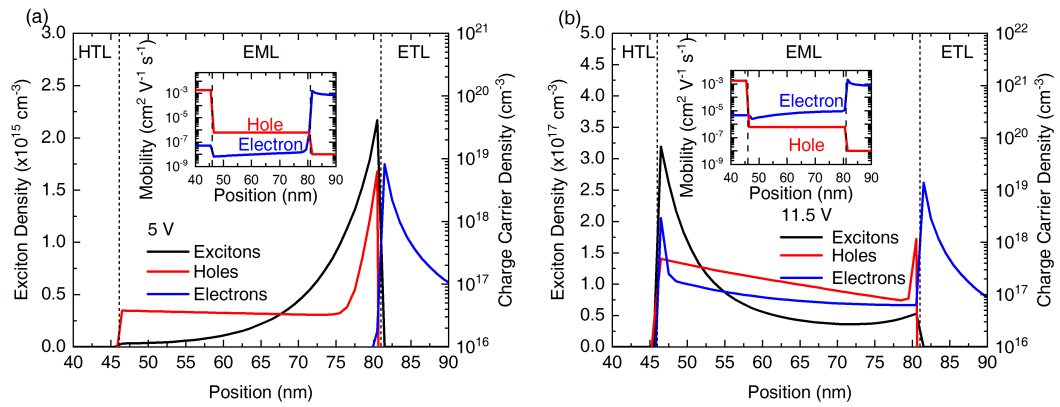 (a)
3.0
2.5
2.0
1.5
1.0
0.5
0.0
Exciton Density (x10^15 cm^-3)
HTL
EML
ETL
10^21
10^20
10^19
10^18
10^17
10^16
Charge Carrier Density (cm^-3)
Mobility (cm^2 V^-1 s^-1)
10^-3
10^-5
10^-7
10^-9
Hole
Electron
40 50 60 70 80 90
Position (nm)
5 V
Excitons
Holes
Electrons
40 45 50 55 60 65 70 75 80 85 90
Position (nm)
(b)
5.0
4.5
4.0
3.5
3.0
2.5
2.0
1.5
1.0
0.5
0.0
Exciton Density (x10^17 cm^-3)
HTL
EML
ETL
10^22
10^21
10^20
10^19
10^18
10^17
10^16
Charge Carrier Density (cm^-3)
Mobility (cm^2 V^-1 s^-1)
10^-3
10^-5
10^-7
10^-9
Electron
Hole
40 50 60 70 80 90
Position (nm)
11.5 V
Excitons
Holes
Electrons
40 45 50 55 60 65 70 75 80 85 90
Position (nm)